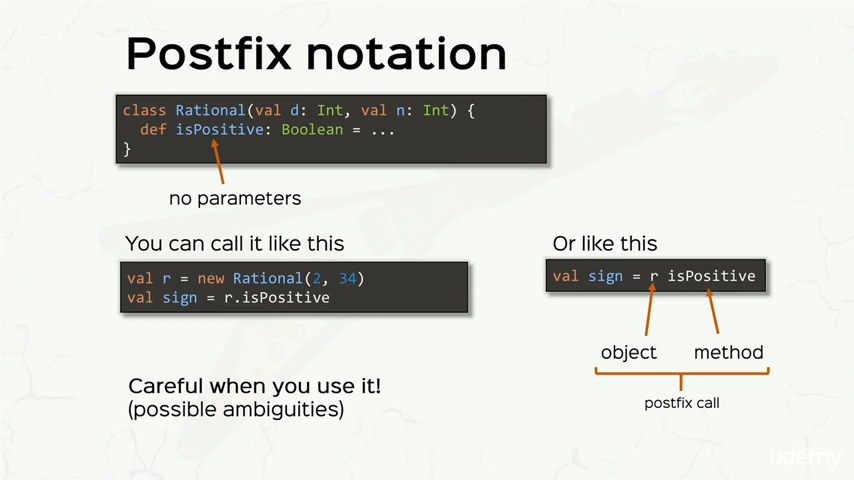 Postfix notation
class Rational(val d: Int, val n: Int) {
  def isPositive: Boolean = ...
}
no parameters
You can call it like this
val r = new Rational(2, 34)
val sign = r.isPositive
Or like this
val sign = r isPositive
object method
postfix call
Careful when you use it!
(possible ambiguities)
udemy